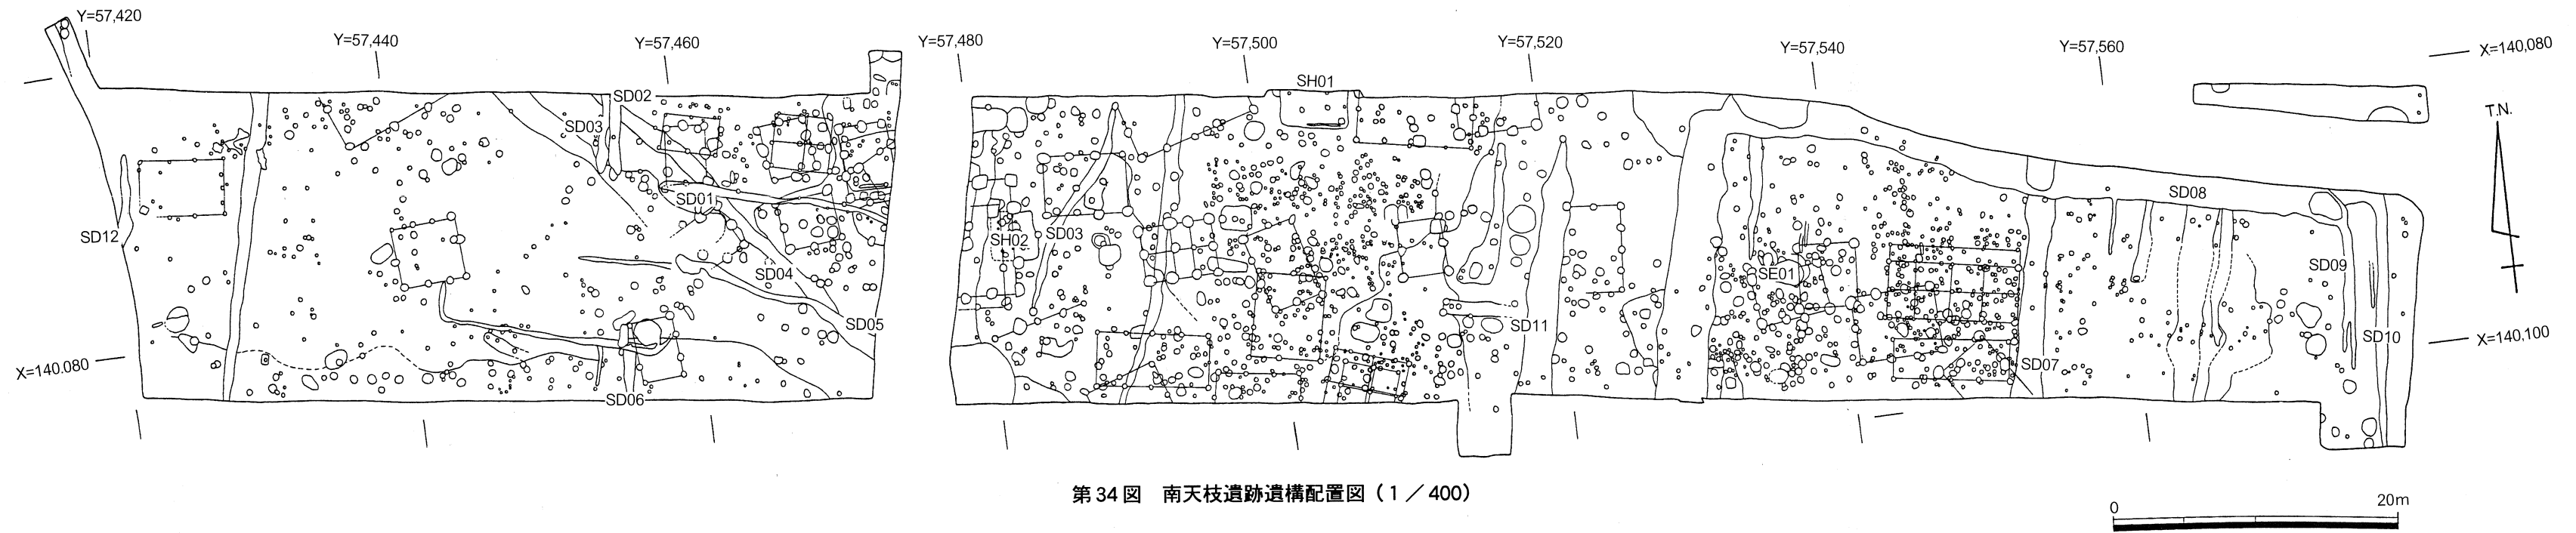 Y=57,420
Y=57,440
Y=57,460
Y=57,480
Y=57,500
Y=57,520
Y=57,540
Y=57,560
X=140,080
SH01
SD02
SD03
T.N.
SD01
SD08
SD12
SH02
SD03
SD04
SE01
SD09
SD05
SD11
SD10
X=140,100
X=140,080
SD07
SD06
第34図 南天枝遺跡遺構配置図(1/400)
0
20m